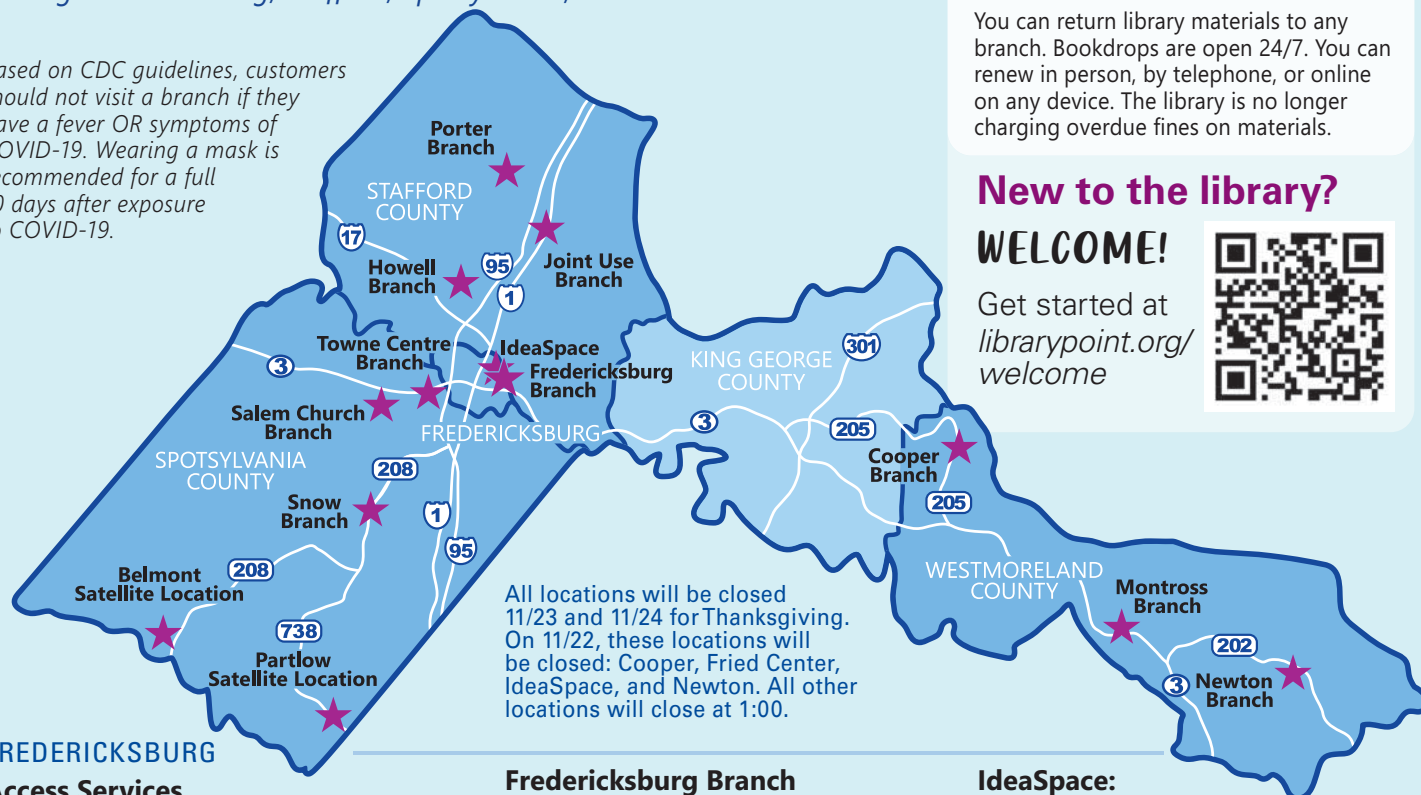 ased on CDC guidelines, customers
hould not visit a branch if they
ave a fever OR symptoms of
OVID-19. Wearing a mask is
ecommended for a full
0 days after exposure
o COVID-19.
You can return library materials to any
branch. Bookdrops are open 24/7. You can
renew in person, by telephone, or online
on any device. The library is no longer
charging overdue fines on materials.
New to the library?
WELCOME!
Get started at
librarypoint.org/
welcome
Porter
Branch
STAFFORD
COUNTY
17
Howell
Branch
95
1
Joint Use
Branch
Towne Centre
Branch
IdeaSpace
Fredericksburg
Branch
3
Salem Church
Branch
FREDERICKSBURG
SPOTSYLVANIA
COUNTY
208
Snow
Branch
1
95
Belmont
Satellite Location
208
738
Partlow
Satellite Location
KING GEORGE
COUNTY
301
3
205
Cooper
Branch
205
WESTMORELAND
COUNTY
Montross
Branch
202
3
Newton
Branch
All locations will be closed
11/23 and 11/24 for Thanksgiving.
On 11/22, these locations will
be closed: Cooper, Fried Center,
IdeaSpace, and Newton. All other
locations will close at 1:00.
REDERICKSBURG
Access Services
Fredericksburg Branch
IdeaSpace: